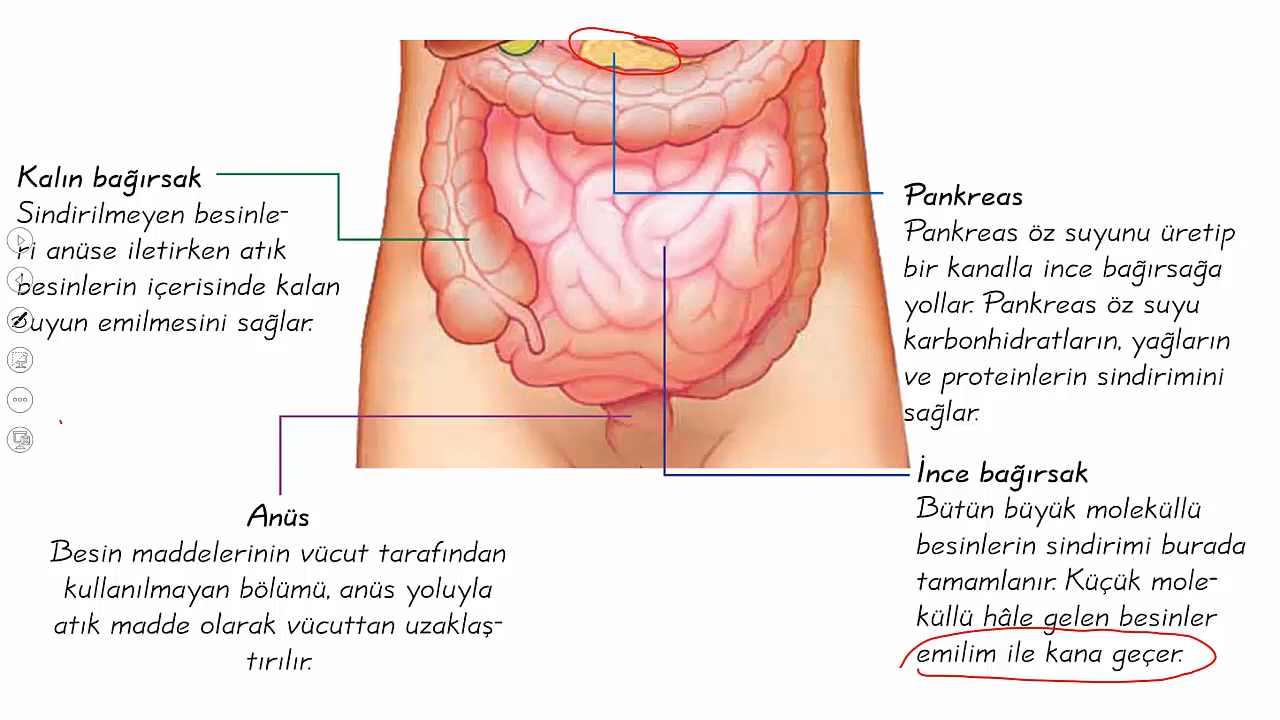 Kalın bağırsak
Sindirilmeyen besinle-
ri anüse iletirken atık
besinlerin içerisinde kalan
suyun emilmesini sağlar.
Pankreas
Pankreas öz suyunu üretip
bir kanalla ince bağırsağa
yollar. Pankreas öz suyu
karbonhidratların, yağların
ve proteinlerin sindirimini
sağlar.
İnce bağırsak
Bütün büyük moleküllü
besinlerin sindirimi burada
tamamlanır. Küçük mole-
küllü hâle gelen besinler
emilim ile kana geçer.
Anüs
Besin maddelerinin vücut tarafından
kullanılmayan bölümü, anüs yoluyla
atık madde olarak vücuttan uzaklaş-
tırılır.